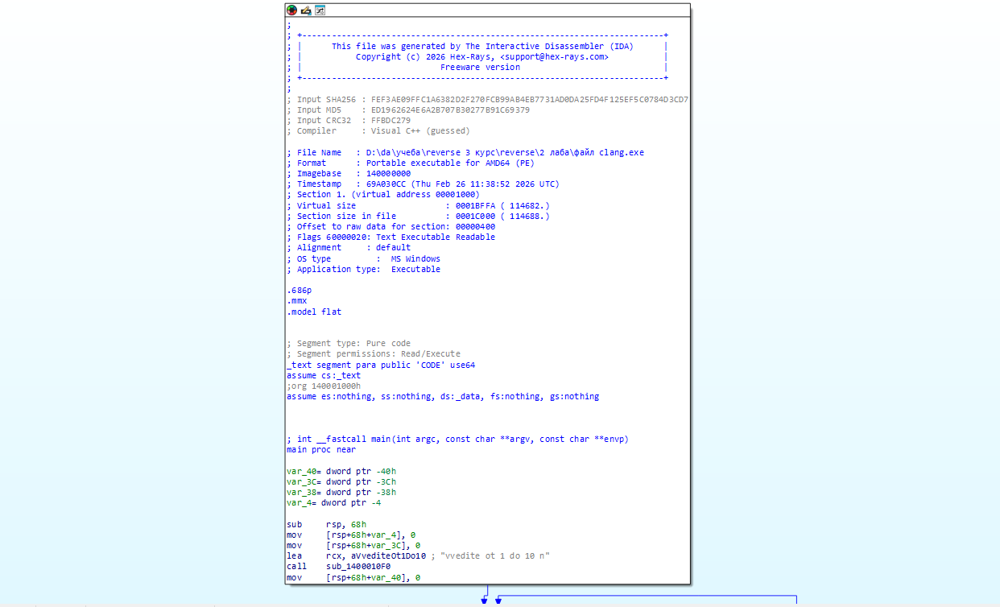 ;
; +-------------------------------------------------------------------------+
; |      This file was generated by The Interactive Disassembler (IDA)      |
; |           Copyright (c) 2026 Hex-Rays, <support@hex-rays.com>           |
; |                            Freeware version                             |
; +-------------------------------------------------------------------------+
;
; Input SHA256 : FEF3AE09FFC1A6382D2F270FCB99AB4EB7731AD0DA25FD4F125EF5C0784D3CD7
; Input MD5    : ED1962624E6A2B707B30277B91C69379
; Input CRC32  : FFBDC279
; Compiler     : Visual C++ (guessed)
; File Name   : D:\da\учеба\reverse 3 курс\reverse\2 лаба\файл clang.exe
; Format      : Portable executable for AMD64 (PE)
; Imagebase   : 140000000
; Timestamp   : 69A030CC (Thu Feb 26 11:38:52 2026 UTC)
; Section 1. (virtual address 00001000)
; Virtual size                  : 0001BFFA ( 114682.)
; Section size in file          : 0001C000 ( 114688.)
; Offset to raw data for section: 00000400
; Flags 60000020: Text Executable Readable
; Alignment     : default
; OS type         :  MS Windows
; Application type:  Executable
.686p
.mmx
.model flat
; Segment type: Pure code
; Segment permissions: Read/Execute
_text segment para public 'CODE' use64
assume cs:_text
;org 140001000h
assume es:nothing, ss:nothing, ds:_data, fs:nothing, gs:nothing
; int __fastcall main(int argc, const char **argv, const char **envp)
main proc near
var_40= dword ptr -40h
var_3C= dword ptr -3Ch
var_38= dword ptr -38h
var_4= dword ptr -4
sub     rsp, 68h
mov     [rsp+68h+var_4], 0
mov     [rsp+68h+var_3C], 0
lea     rcx, aVvediteOt1Do10 ; "vvedite ot 1 do 10 n"
call    sub_1400010F0
mov     [rsp+68h+var_40], 0